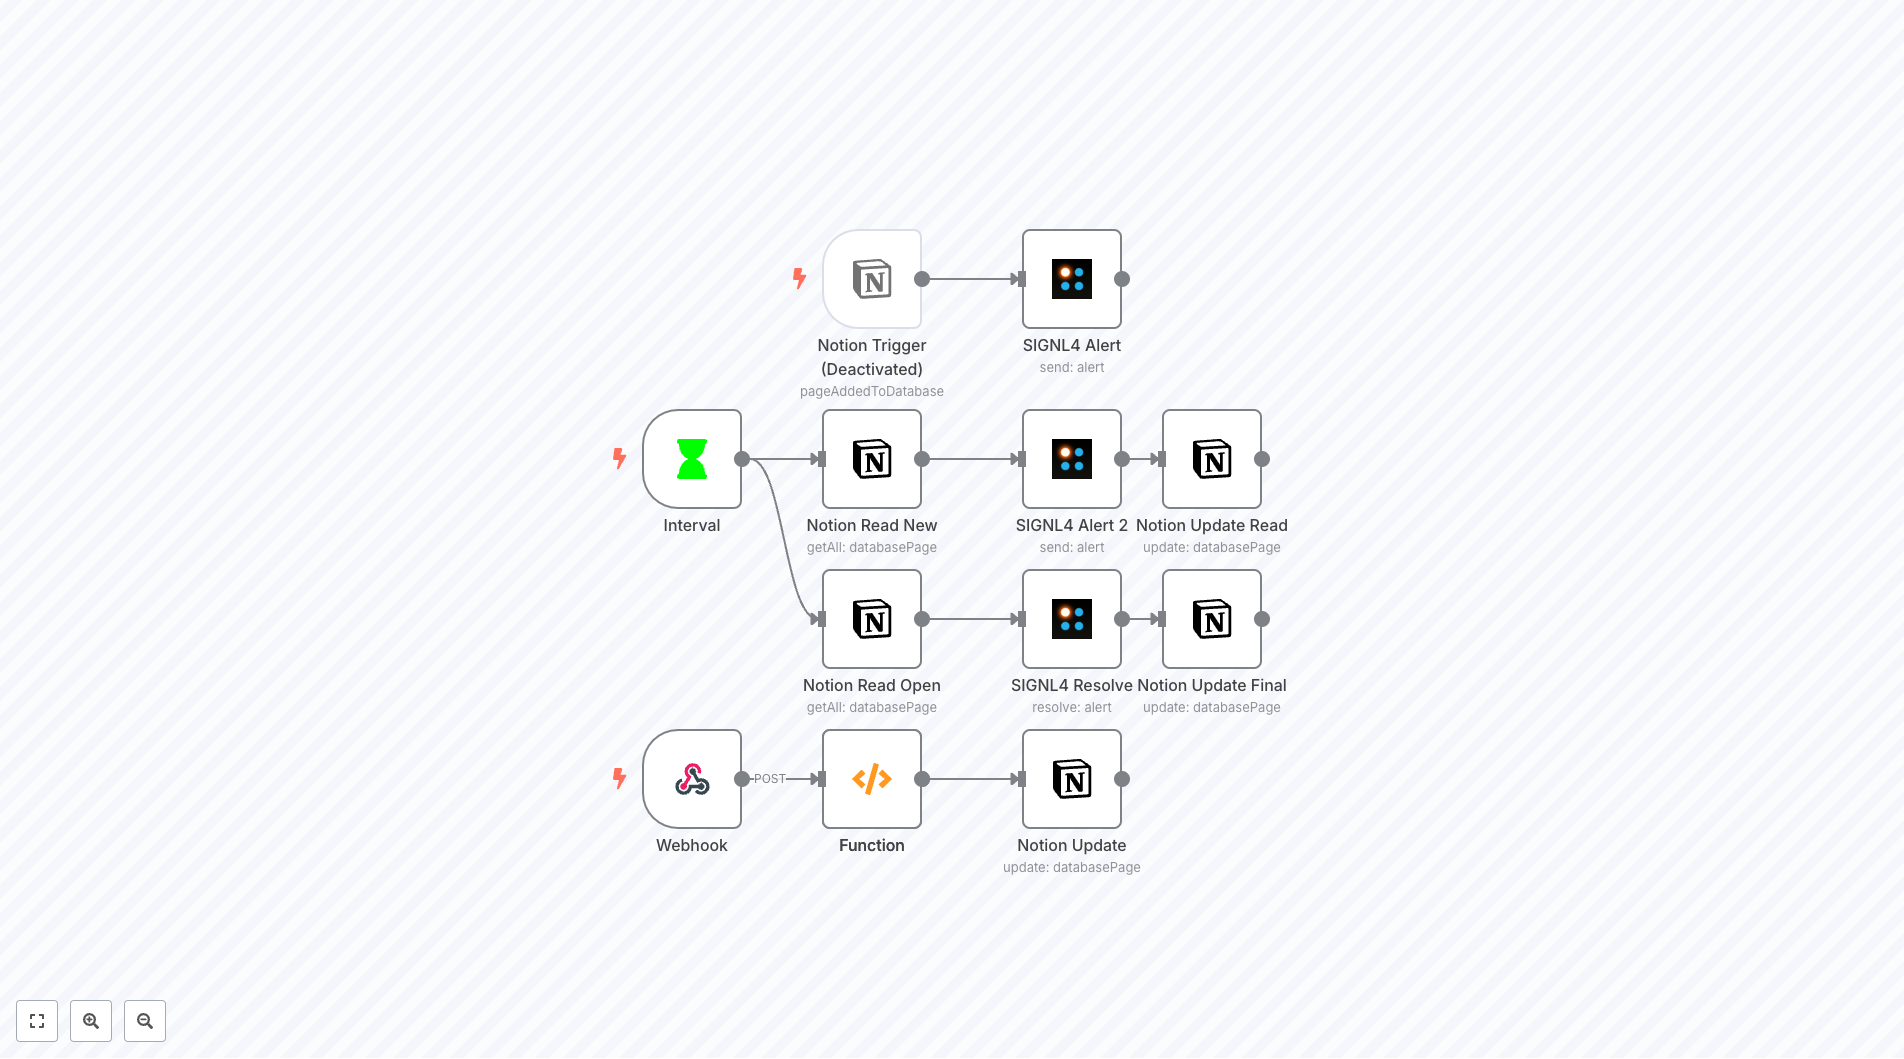 Notion Trigger
(Deactivated)
pageAddedToDatabase
SIGNL4 Alert
send: alert
Interval
Notion Read New
getAll: databasePage
SIGNL4 Alert 2
send: alert
Notion Update Read
update: databasePage
Notion Read Open
getAll: databasePage
SIGNL4 Resolve
resolve: alert
Notion Update Final
update: databasePage
Webhook
POST
Function
Notion Update
update: databasePage